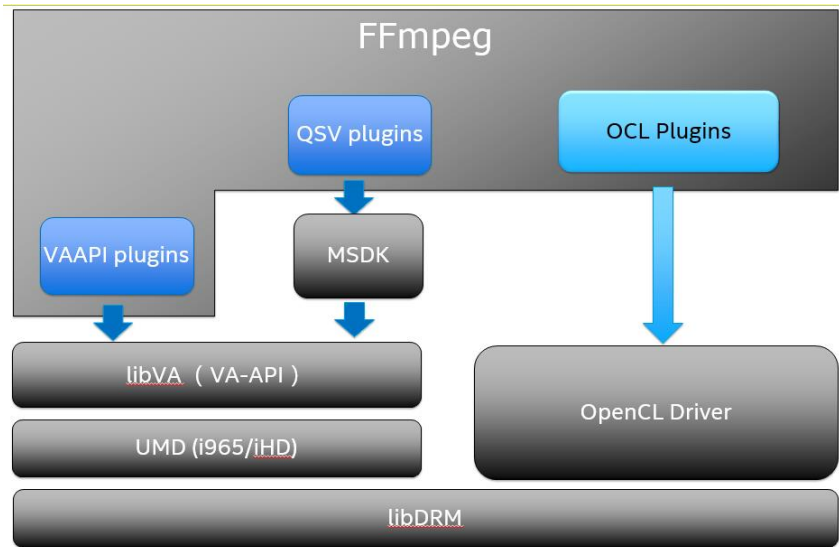 FFmpeg
QSV plugins
OCL Plugins
VAAPI plugins
MSDK
libVA ( VA-API )
OpenCL Driver
UMD (i965/iHD)
libDRM